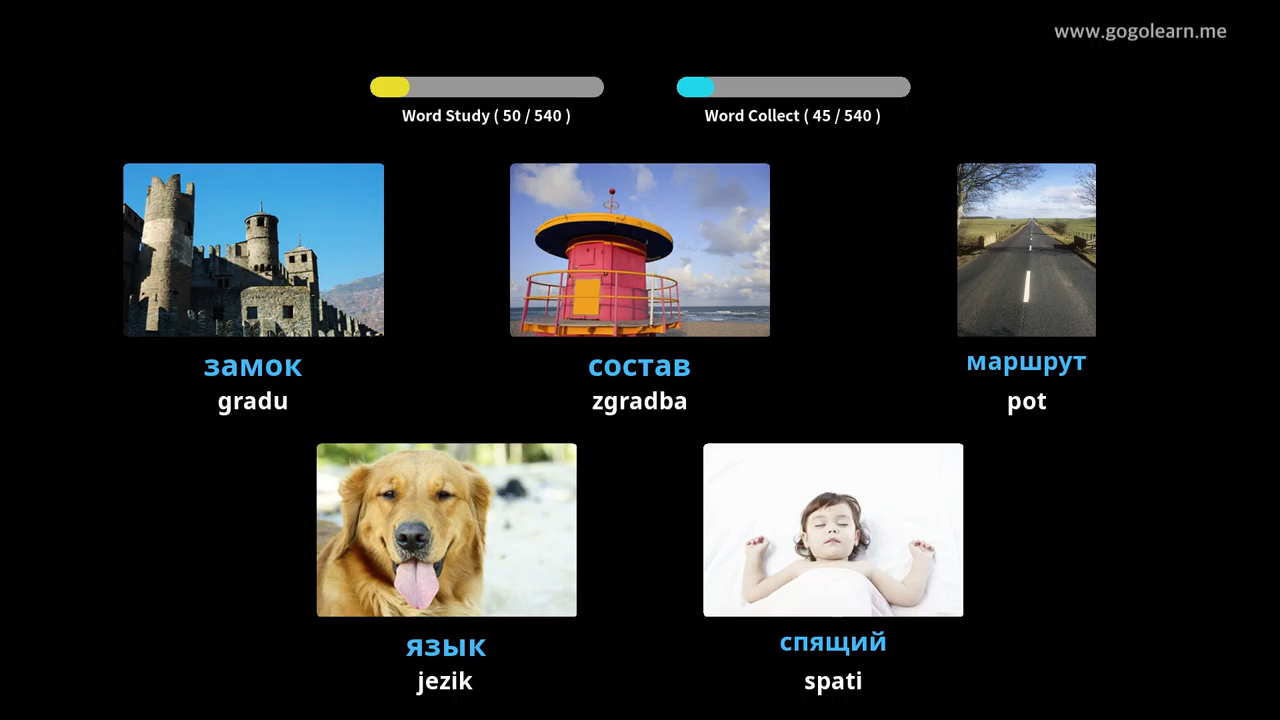 www.gogolearn.me
Word Study ( 50 / 540 )
Word Collect ( 45 / 540 )
замок
gradu
состав
zgradba
маршрут
pot
язык
jezik
спящий
spati